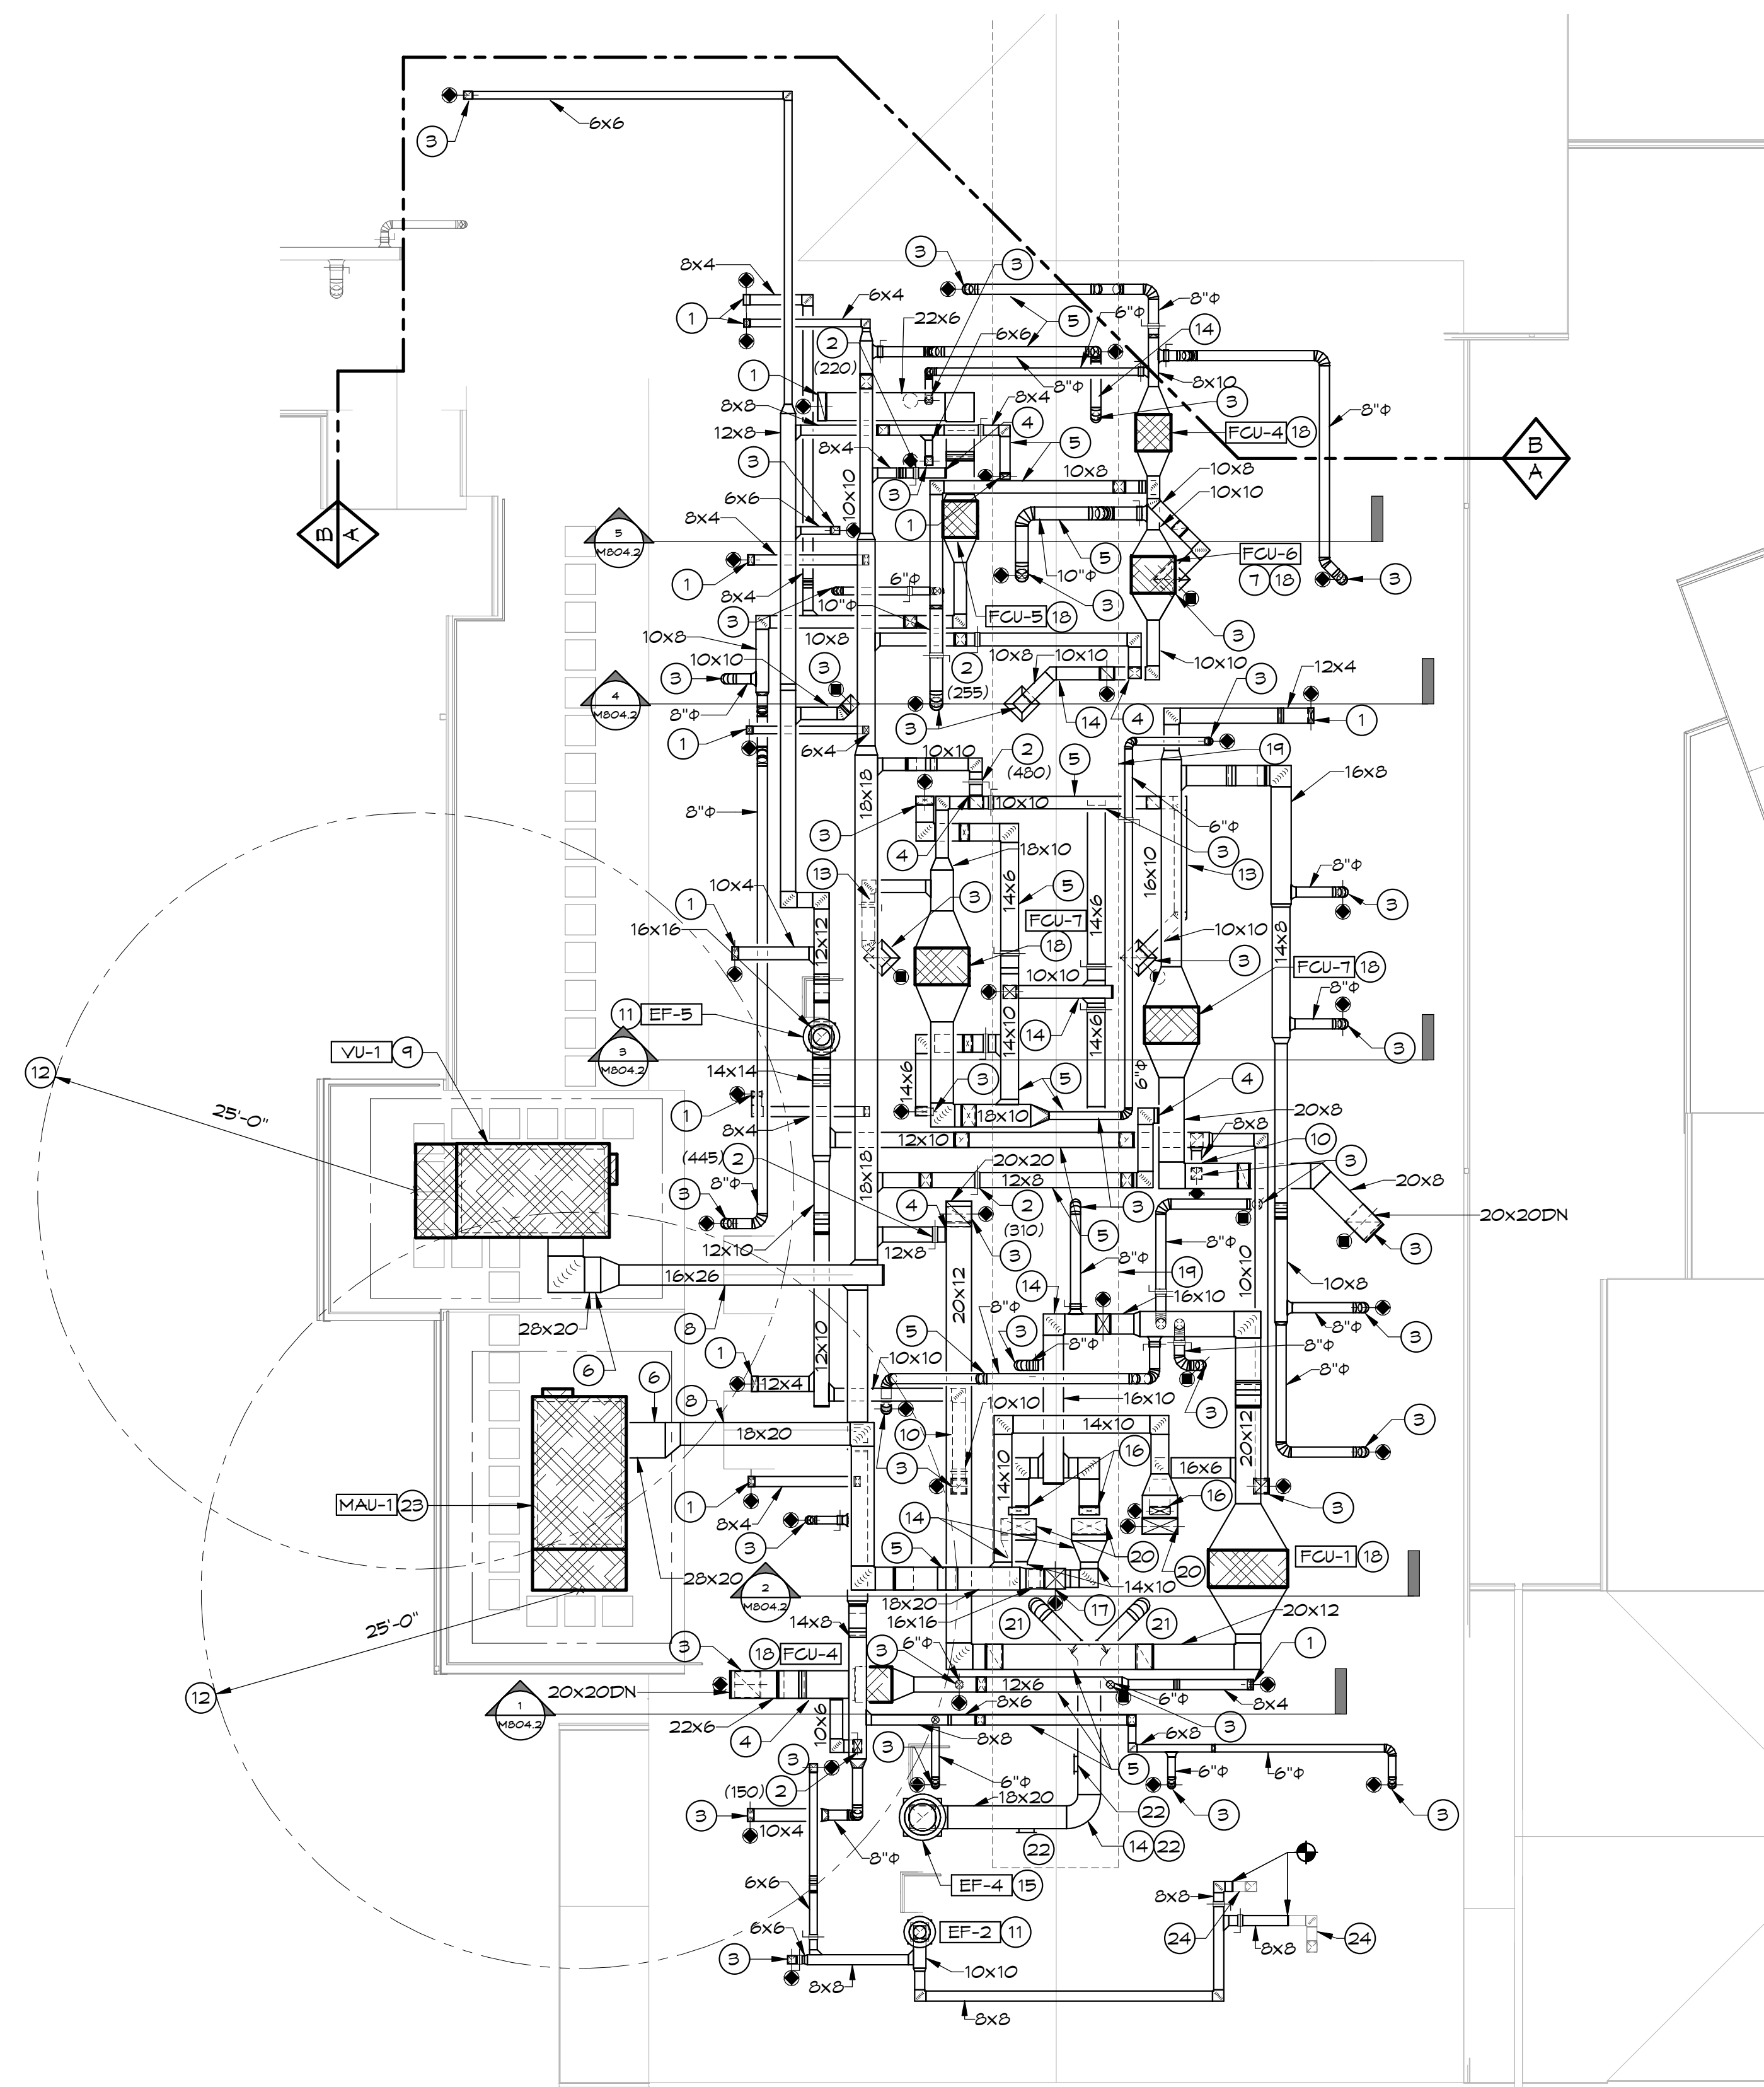 6x6
3
8x4
3
3
6x4
8"Φ
1
22x6
6"Φ
5
14
2
(220)
6x6
1
8"Φ
8x10
3
8"Φ
8x8
8x4
4
FCU-4 18
12x8
5
B
A
8x4
3
10x8
10x8
10x10
3
10x10
6x6
1
8x4
5
5
M804.2
B
A
FCU-6
7 18
1
6"Φ
10"Φ
8x4
10"Φ
3
3
FCU-5 18
3
10x8
10x8
10x10
3
10x8
10x10
2
(255)
10x10
12x4
3
3
4
M804.2
8"Φ
3
14
4
1
1
6x4
10x10
2
(480)
19
5
16x8
18x18
10x10
8"Φ
6"Φ
3
4
18x10
3
16x10
13
13
8"Φ
10x4
3
5
14x6
14x6
3
1
FCU-7
18
16x16
12x12
10x10
14x8
3
FCU-7 18
10x10
8"Φ
11 EF-5
14
14x10
14x6
VU-1 9
3
M804.2
3
12
14x14
6"Φ
4
14x6
3
5
25'-0"
1
8x4
18x10
20x8
8x8
12x10
10
(445) 2
20x20
3
12x8
18x18
3
8"Φ
20x8
4
2
(310)
3
20x20DN
5
3
3
12x10
12x8
8"Φ
8"Φ
10x10
16x26
20x12
14
19
10x8
16x10
28x20
8
8"Φ
8"Φ
5
3
8"Φ
8"Φ
3
6
1
12x10
10x10
8"Φ
12x4
16x10
6
8
10x10
3
3
18x20
10
14x10
20x12
16
16x6
3
14x10
MAU-1 23
1
16
3
8x4
14
3
5
20
20
FCU-1 18
28x20
2
M804.2
14x10
18x20
17
16x16
25'-0"
14x8
21
21
20x12
3
18 FCU-4
3
6"Φ
1
12
20x20DN
12x6
8x4
6"Φ
1
M804.2
22x6
8x6
3
4
10x6
8x8
6x8
3
3
5
6"Φ
6"Φ
6"Φ
(150) 2
18x20
3
22
3
3
10x4
22
14 22
8"Φ
EF-4 15
6x6
8x8
6x6
EF-2 11
24
24
8x8
3
10x10
8x8
8x8